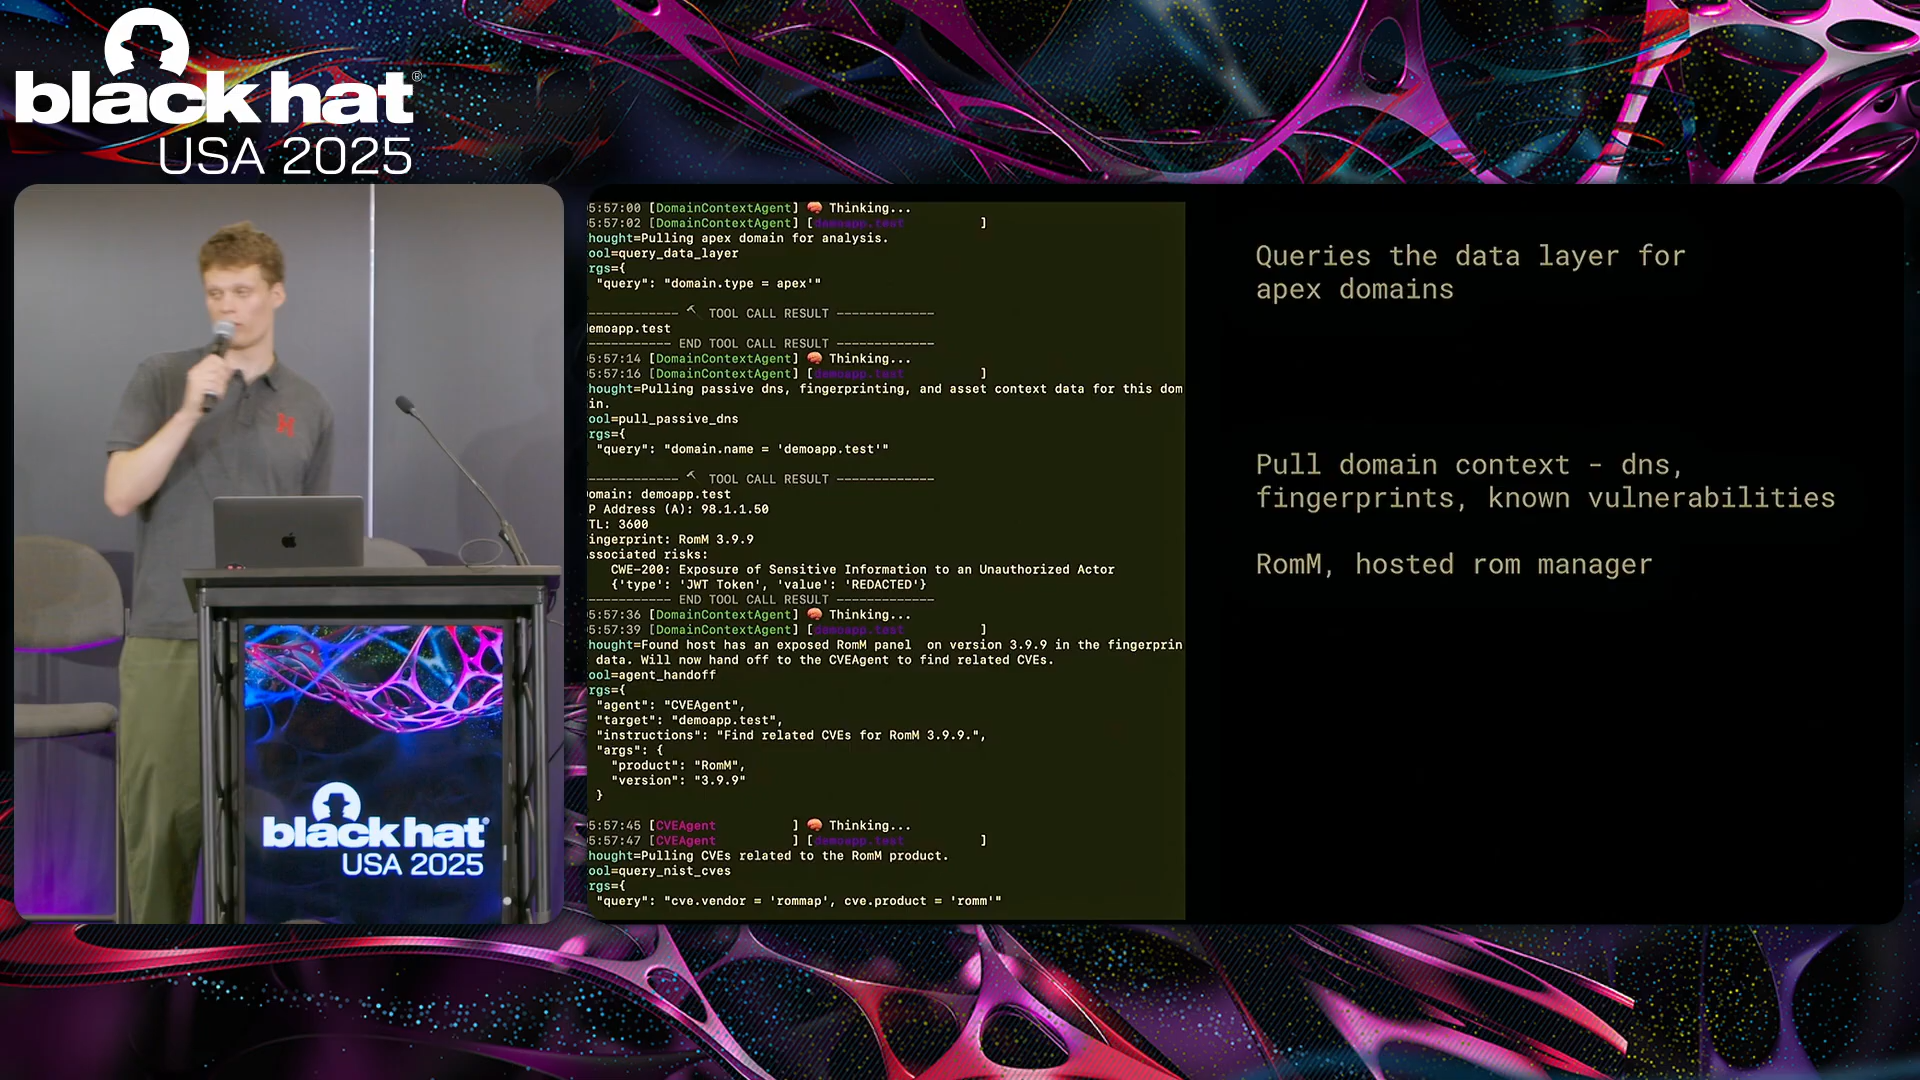 black hat®
USA 2025
5:57:00 [DomainContextAgent] Thinking...
5:57:02 [DomainContextAgent] [demoapp.test ]
hought=Pulling apex domain for analysis.
ool=query_data_layer
rgs={
"query": "domain.type = apex'"
------------ TOOL CALL RESULT -------------
emoapp.test
----------- END TOOL CALL RESULT -------------
5:57:14 [DomainContextAgent] Thinking...
5:57:16 [DomainContextAgent] [demoapp.test ]
hought=Pulling passive dns, fingerprinting, and asset context data for this dom
in.
ool=pull_passive_dns
rgs={
"query": "domain.name = 'demoapp.test'"
------------ TOOL CALL RESULT -------------
omain: demoapp.test
P Address (A): 98.1.1.50
TL: 3600
ingerprint: RomM 3.9.9
ssociated risks:
CWE-200: Exposure of Sensitive Information to an Unauthorized Actor
{'type': 'JWT Token', 'value': 'REDACTED'}
----------- END TOOL CALL RESULT -------------
5:57:36 [DomainContextAgent] Thinking...
5:57:39 [DomainContextAgent] [demoapp.test ]
hought=Found host has an exposed RomM panel  on version 3.9.9 in the fingerprin
data. Will now hand off to the CVEAgent to find related CVEs.
ool=agent_handoff
rgs={
"agent": "CVEAgent",
"target": "demoapp.test",
"instructions": "Find related CVEs for RomM 3.9.9.",
"args": {
"product": "RomM",
"version": "3.9.9"
}
5:57:45 [CVEAgent ] Thinking...
5:57:47 [CVEAgent ] [demoapp.test ]
hought=Pulling CVEs related to the RomM product.
ool=query_nist_cves
rgs={
"query": "cve.vendor = 'rommap', cve.product = 'romm'"
Queries the data layer for
apex domains
Pull domain context - dns,
fingerprints, known vulnerabilities
RomM, hosted rom manager
black hat®
USA 2025